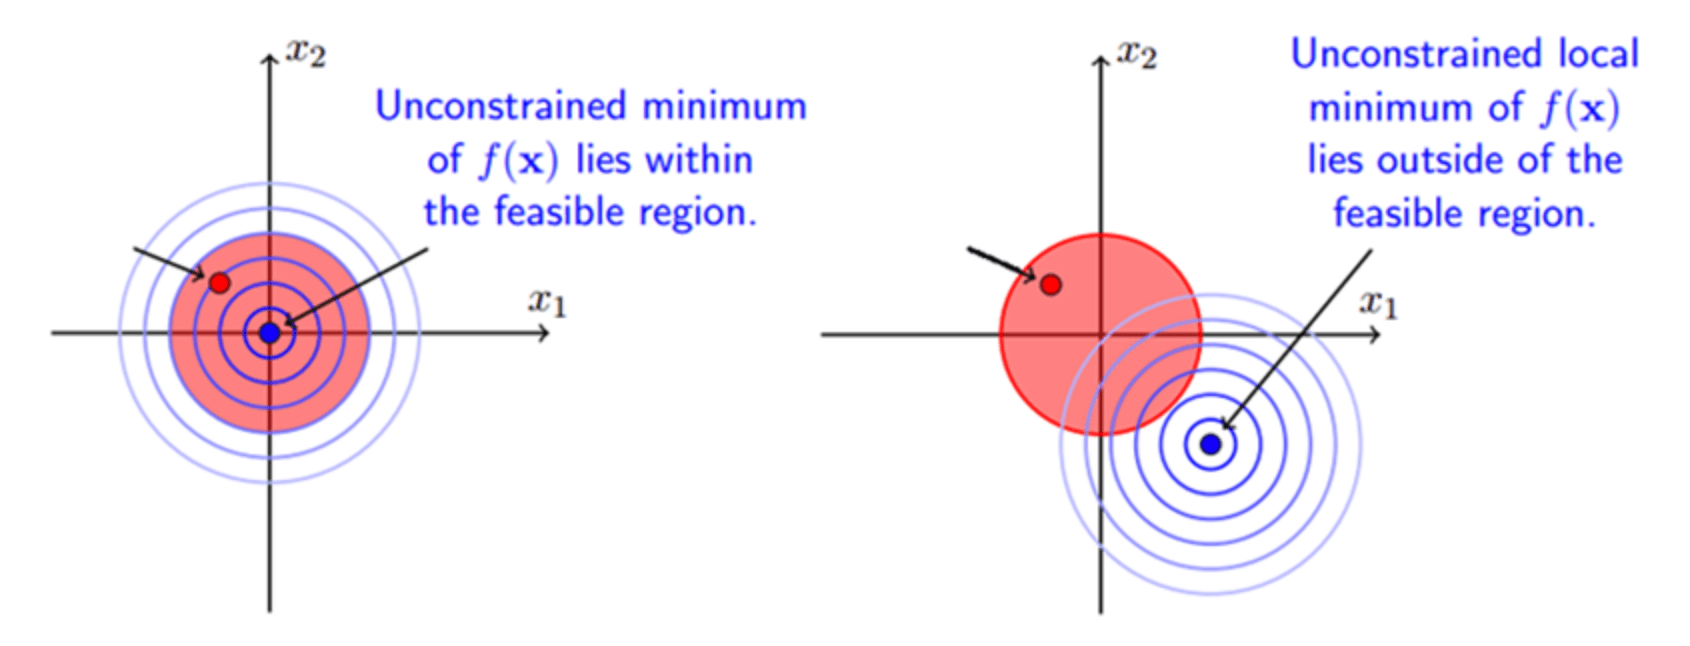 x₂
Unconstrained minimum
of f(x) lies within
the feasible region.
x₁
x₂
Unconstrained local
minimum of f(x)
lies outside of the
feasible region.
x₁